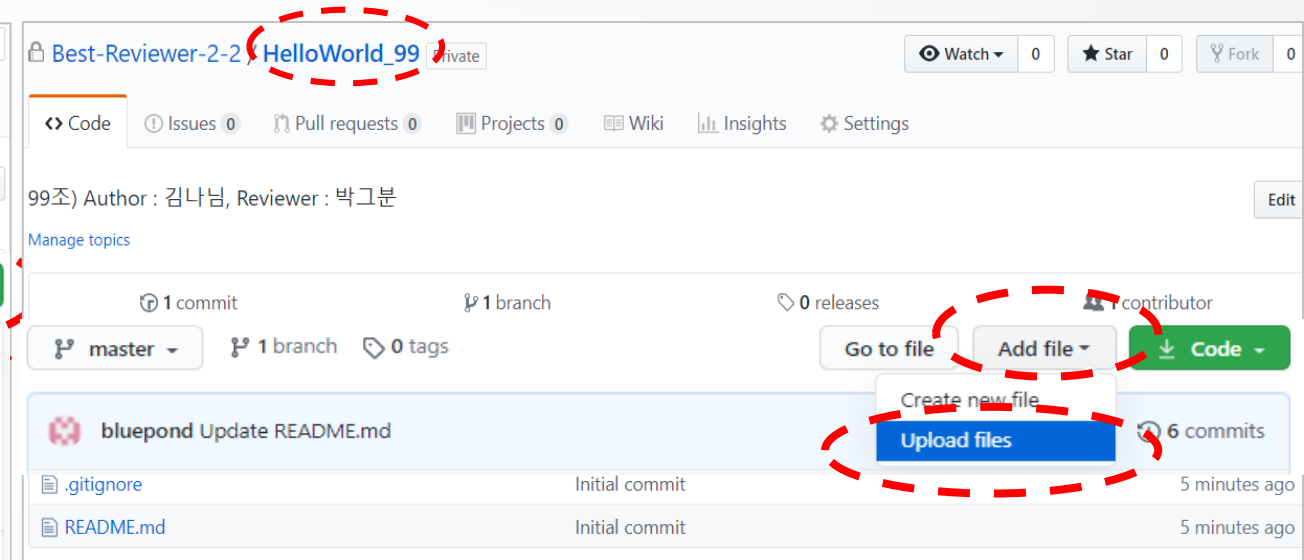 Best-Reviewer-2-2 / HelloWorld_99 Private Watch 0 Star 0 Fork 0
Code Issues 0 Pull requests 0 Projects 0 Wiki Insights Settings
99조) Author : 김나님, Reviewer : 박그분 Edit
Manage topics
1 commit 1 branch 0 releases 1 contributor
master 1 branch 0 tags Go to file Add file Code
Create new file
bluepond Update README.md Upload files 6 commits
.gitignore Initial commit 5 minutes ago
README.md Initial commit 5 minutes ago